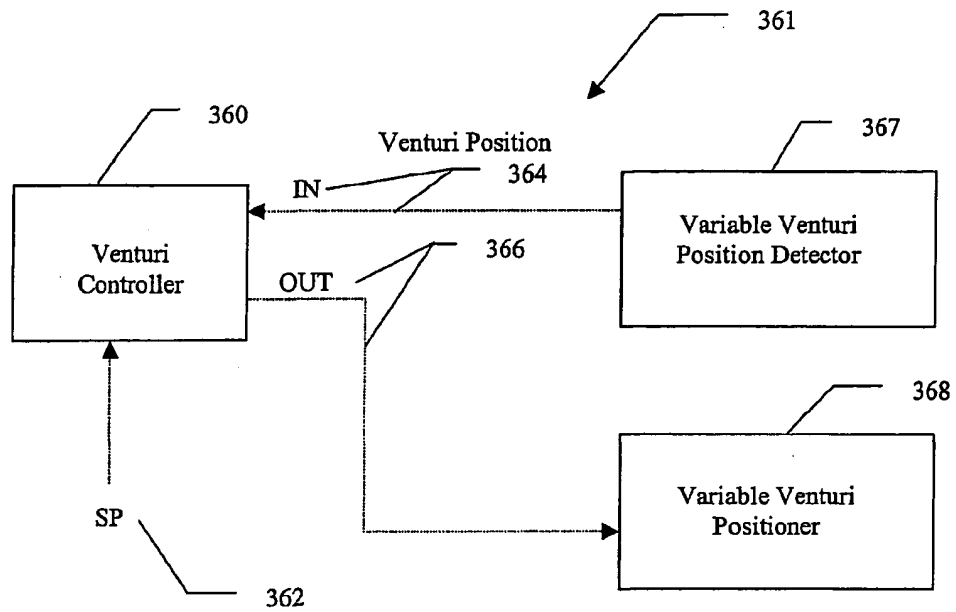 361
360
Venturi Position
367
IN
364
Variable Venturi
Position Detector
Venturi
Controller
366
OUT
368
Variable Venturi
Positioner
SP
362